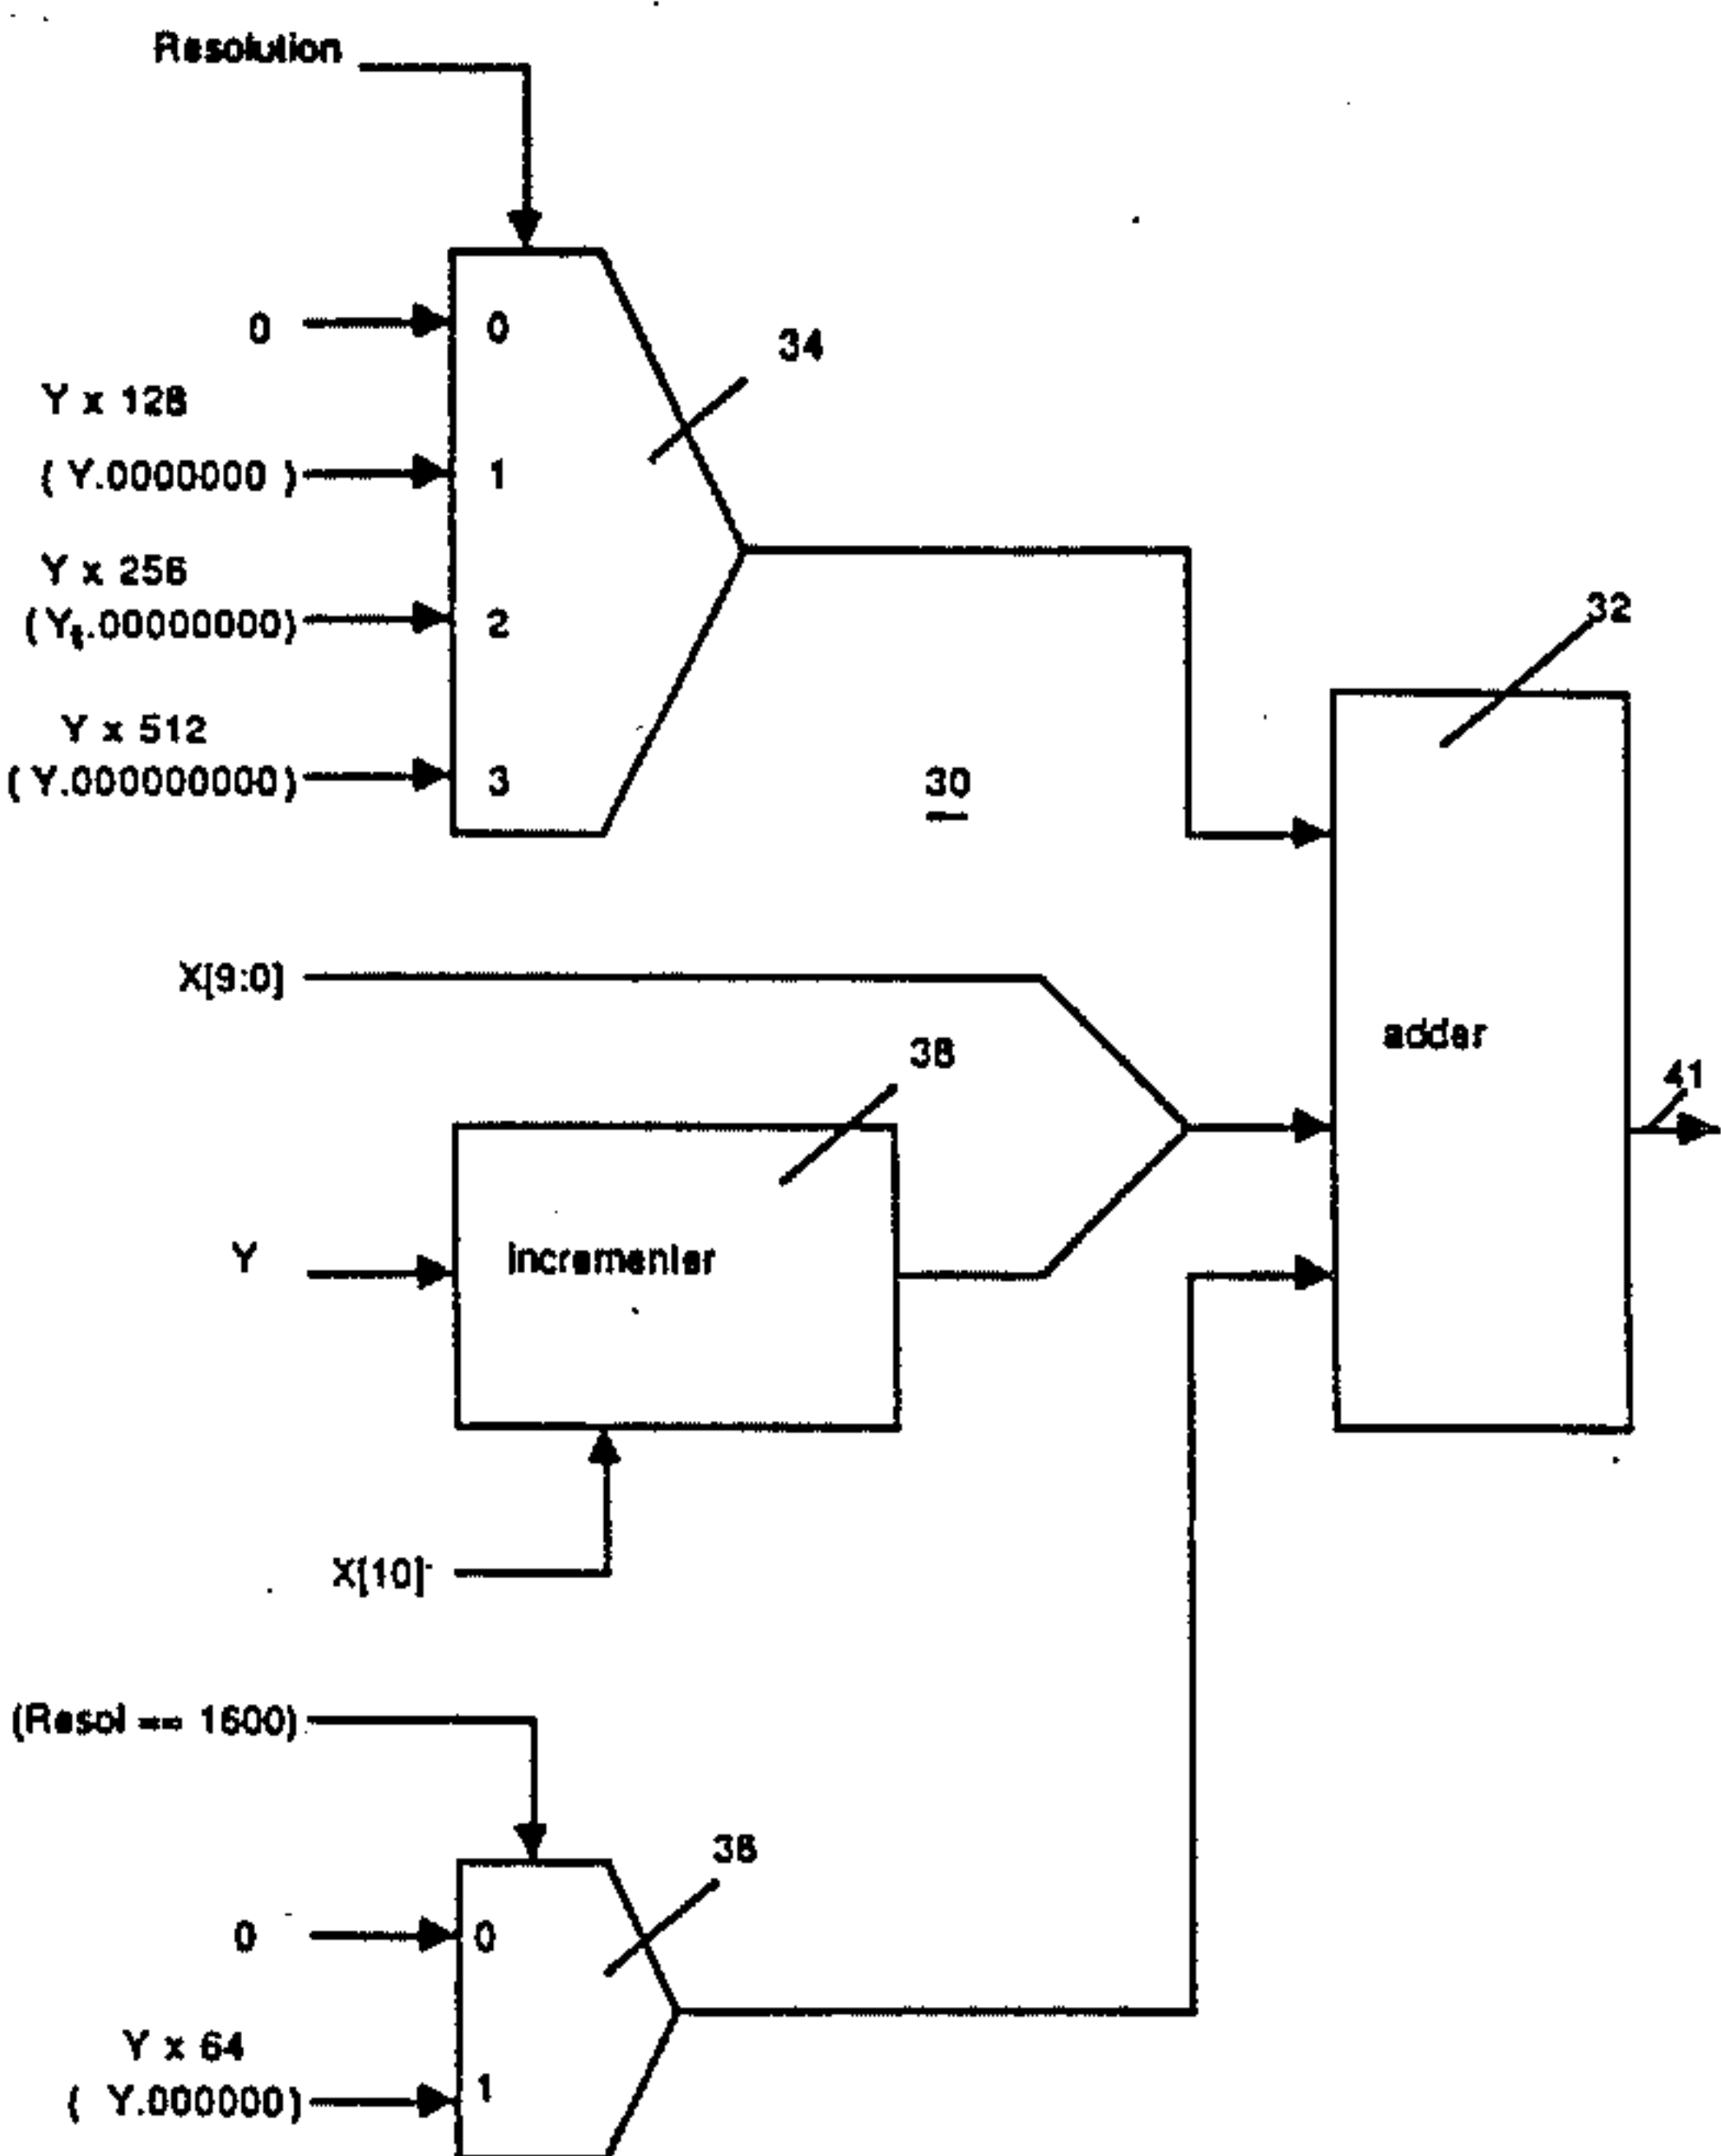 Resolution
0
0
34
Y x 128
( Y.0000000 )
1
Y x 256
(Y.00000000)
2
32
Y x 512
( Y.000000000)
3
30
X[9:0]
adder
38
41
Y
incrementer
X[10]
(Resol == 1600)
36
0
0
Y x 64
( Y.000000)
1